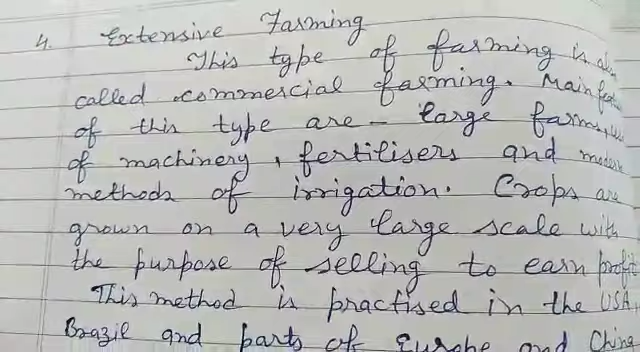 4. Extensive Farming
This type of farming is also
called commercial farming. Main
of this type are - large farms, use
of machinery, fertilisers and modern
methods of irrigation. Crops are
grown on a very large scale with
the purpose of selling to earn profit
This method is practised in the USA,
Brazil and parts of Europe and China